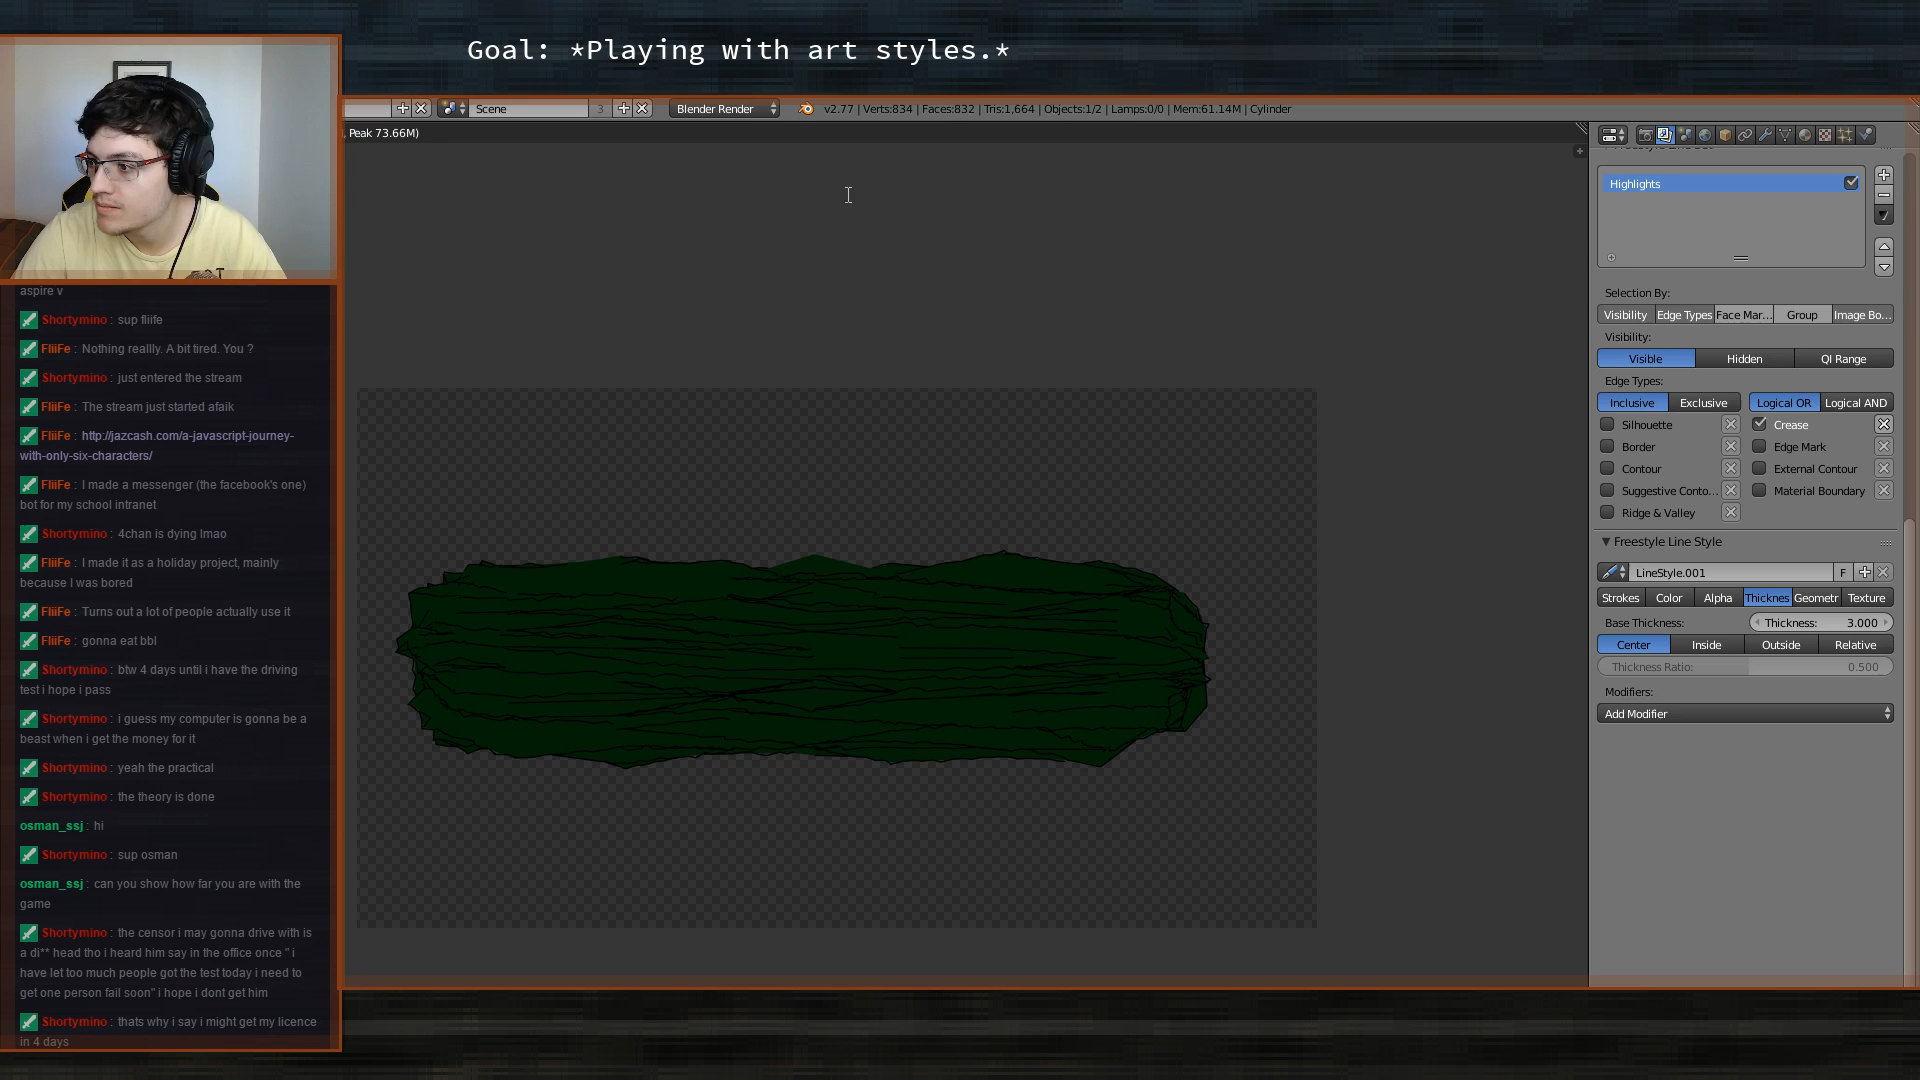 Goal: *Playing with art styles.*
Scene
3
Blender Render
v2.77 | Verts:834 | Faces:832 | Tris:1,664 | Objects:1/2 | Lamps:0/0 | Mem:61.14M | Cylinder
, Peak 73.66M)
aspire v
Shortymino : sup fliife
FliiFe : Nothing reallly. A bit tired. You ?
Shortymino : just entered the stream
FliiFe : The stream just started afaik
FliiFe : http://jazcash.com/a-javascript-journey-
with-only-six-characters/
FliiFe : I made a messenger (the facebook's one)
bot for my school intranet
Shortymino : 4chan is dying lmao
FliiFe : I made it as a holiday project, mainly
because I was bored
FliiFe : Turns out a lot of people actually use it
FliiFe : gonna eat bbl
Shortymino : btw 4 days until i have the driving
test i hope i pass
Shortymino : i guess my computer is gonna be a
beast when i get the money for it
Shortymino : yeah the practical
Shortymino : the theory is done
osman_ssj : hi
Shortymino : sup osman
osman_ssj : can you show how far you are with the
game
Shortymino : the censor i may gonna drive with is
a di** head tho i heard him say in the office once " i
have let too much people got the test today i need to
get one person fail soon" i hope i dont get him
Shortymino : thats why i say i might get my licence
in 4 days
Highlights
Selection By:
Visibility
Edge Types
Face Mar...
Group
Image Bo...
Visibility:
Visible
Hidden
QI Range
Edge Types:
Inclusive
Exclusive
Logical OR
Logical AND
Silhouette
Crease
Border
Edge Mark
Contour
External Contour
Suggestive Conto...
Material Boundary
Ridge & Valley
Freestyle Line Style
LineStyle.001
F
Strokes
Color
Alpha
Thicknes
Geometr
Texture
Base Thickness:
Thickness: 3.000
Center
Inside
Outside
Relative
Thickness Ratio: 0.500
Modifiers:
Add Modifier